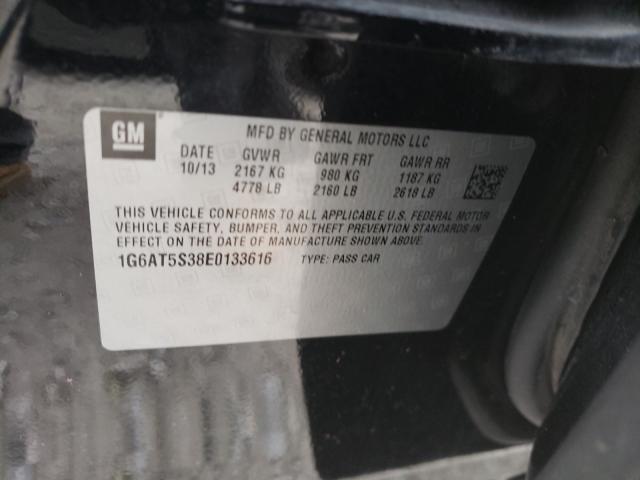 GM
MFD BY GENERAL MOTORS LLC
DATE GVWR GAWR FRT GAWR RR
10/13 2167 KG 980 KG 1187 KG
4778 LB 2160 LB 2618 LB
THIS VEHICLE CONFORMS TO ALL APPLICABLE U.S. FEDERAL MOTOR
VEHICLE SAFETY, BUMPER, AND THEFT PREVENTION STANDARDS IN
EFFECT ON THE DATE OF MANUFACTURE SHOWN ABOVE.
1G6AT5S38E0133616 TYPE: PASS CAR